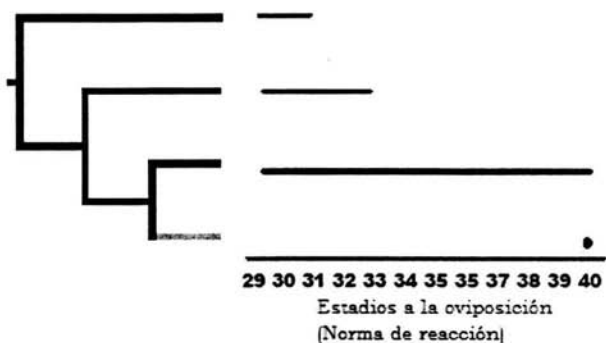 29 30 31 32 33 34 35 35 37 38 39 40
Estadios a la oviposición
(Norma de reacción)